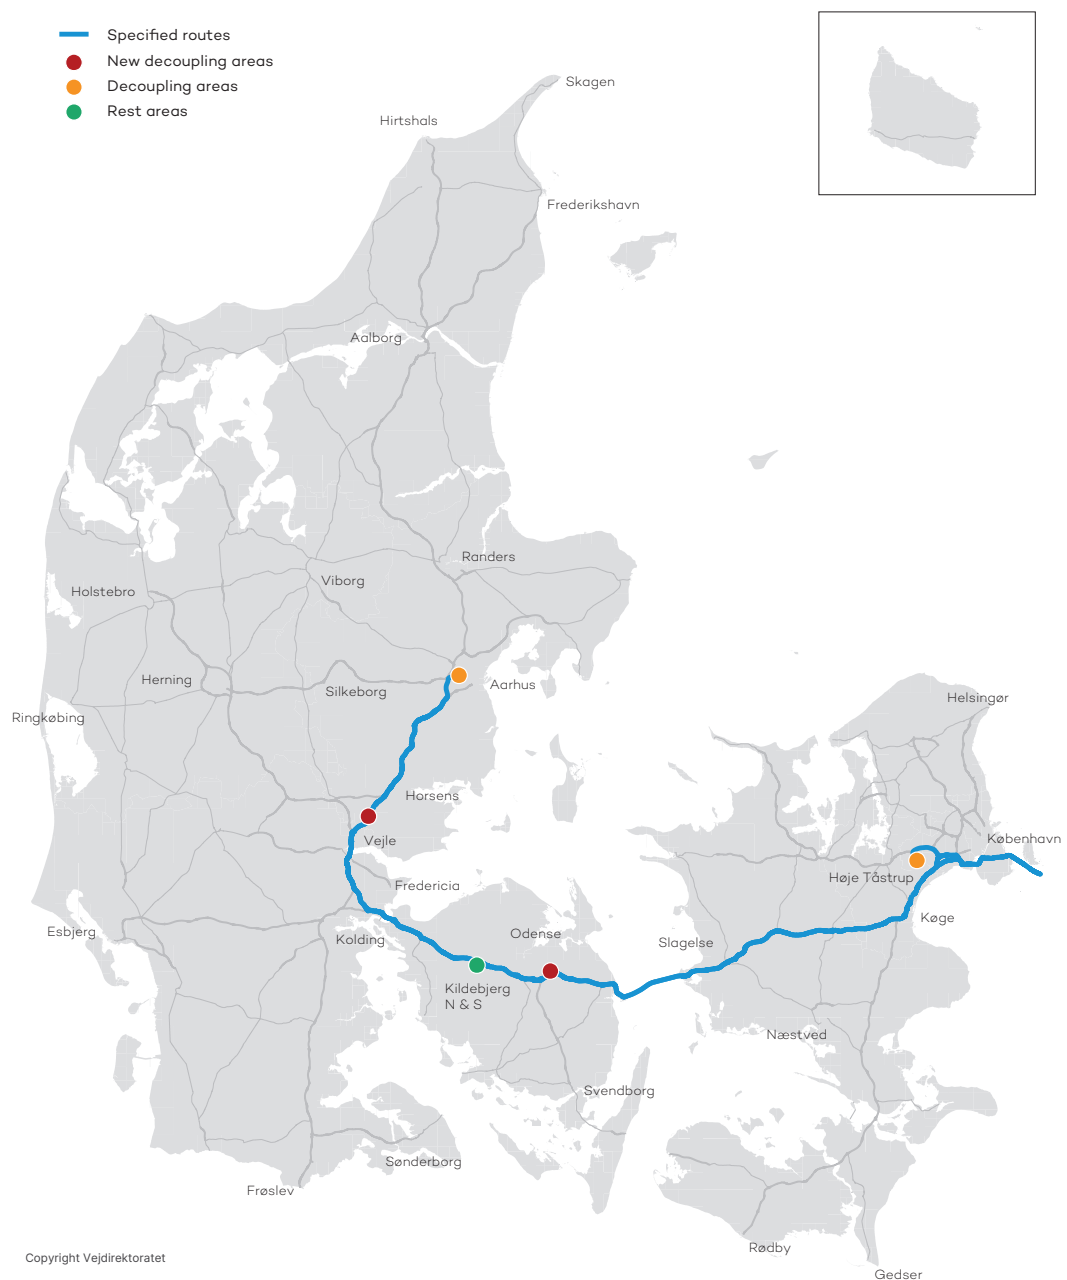 Specified routes
New decoupling areas
Decoupling areas
Rest areas
Skagen
Hirtshals
Frederikshavn
Aalborg
Randers
Viborg
Holstebro
Herning
Silkeborg
Aarhus
Ringkøbing
Helsingør
Horsens
Vejle
København
Høje Tåstrup
Fredericia
Køge
Esbjerg
Kolding
Odense
Slagelse
Kildebjerg
N & S
Næstved
Svendborg
Sønderborg
Frøslev
Rødby
Gedser
Copyright Vejdirektoratet